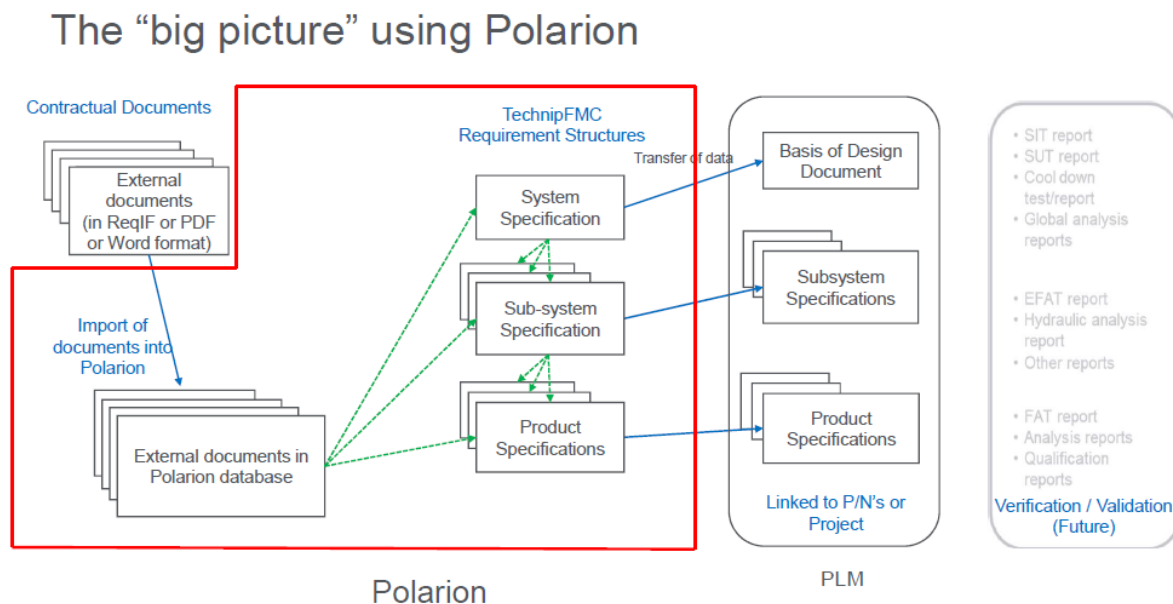 The “big picture” using Polarion
Contractual Documents
External
documents
(in ReqIF or PDF
or Word format)
Import of
documents into
Polarion
External documents in
Polarion database
TechnipFMC
Requirement Structures
System
Specification
Sub-system
Specification
Product
Specifications
Polarion
Transfer of data
Basis of Design
Document
Subsystem
Specifications
Product
Specifications
Linked to P/N's or
Project
PLM
• SIT report
• SUT report
• Cool down
test/report
• Global analysis
reports
• EFAT report
• Hydraulic analysis
report
• Other reports
• FAT report
• Analysis reports
• Qualification
reports
Verification / Validation
(Future)